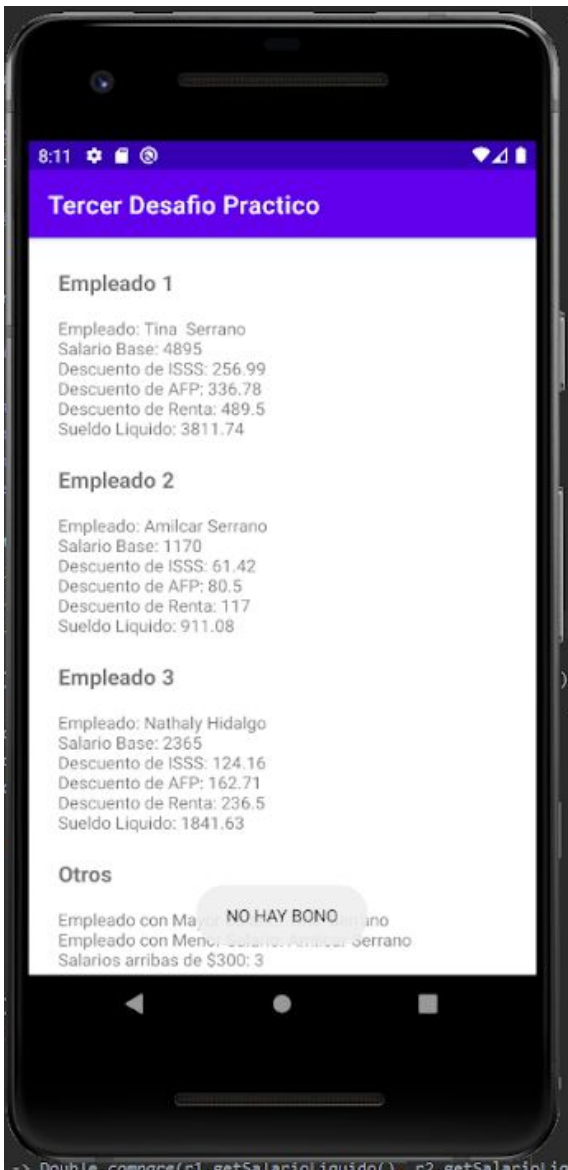 8:11
Tercer Desafio Practico
Empleado 1
Empleado: Tina Serrano
Salario Base: 4895
Descuento de ISSS: 256.99
Descuento de AFP: 336.78
Descuento de Renta: 489.5
Sueldo Liquido: 3811.74
Empleado 2
Empleado: Amilcar Serrano
Salario Base: 1170
Descuento de ISSS: 61.42
Descuento de AFP: 80.5
Descuento de Renta: 117
Sueldo Liquido: 911.08
Empleado 3
Empleado: Nathaly Hidalgo
Salario Base: 2365
Descuento de ISSS: 124.16
Descuento de AFP: 162.71
Descuento de Renta: 236.5
Sueldo Liquido: 1841.63
Otros
NO HAY BONO
Empleado con
Empleado con Menor Salario: Amilcar Serrano
Salarios arribas de $300: 3
-> Double.compare(r1.getSalarioLiquido(), r2.getSalarioLi